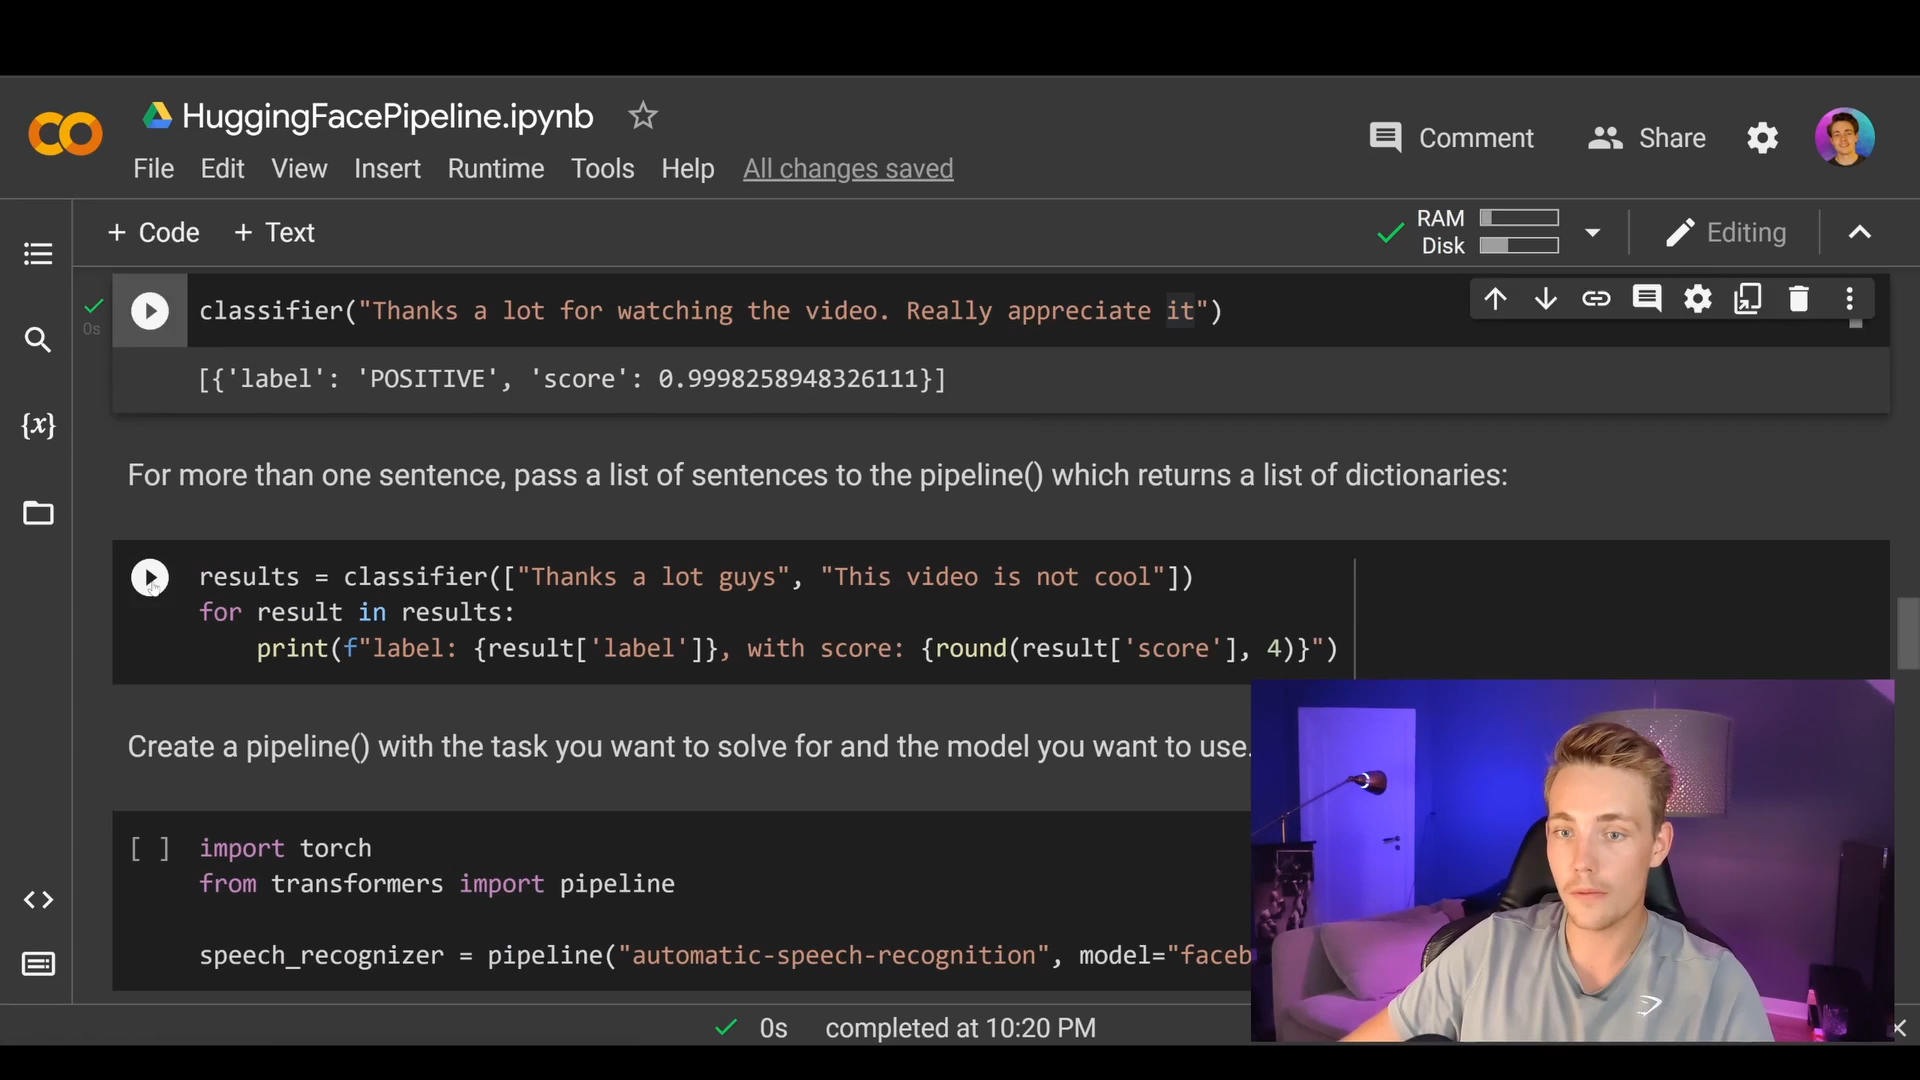 HuggingFacePipeline.ipynb
Comment
Share
File Edit View Insert Runtime Tools Help All changes saved
+ Code + Text
RAM
Disk
Editing
0s
classifier("Thanks a lot for watching the video. Really appreciate it")
[{'label': 'POSITIVE', 'score': 0.9998258948326111}]
For more than one sentence, pass a list of sentences to the pipeline() which returns a list of dictionaries:
results = classifier(["Thanks a lot guys", "This video is not cool"])
for result in results:
print(f"label: {result['label']}, with score: {round(result['score'], 4)}")
Create a pipeline() with the task you want to solve for and the model you want to use.
[ ] import torch
from transformers import pipeline
speech_recognizer = pipeline("automatic-speech-recognition", model="faceb
0s completed at 10:20 PM